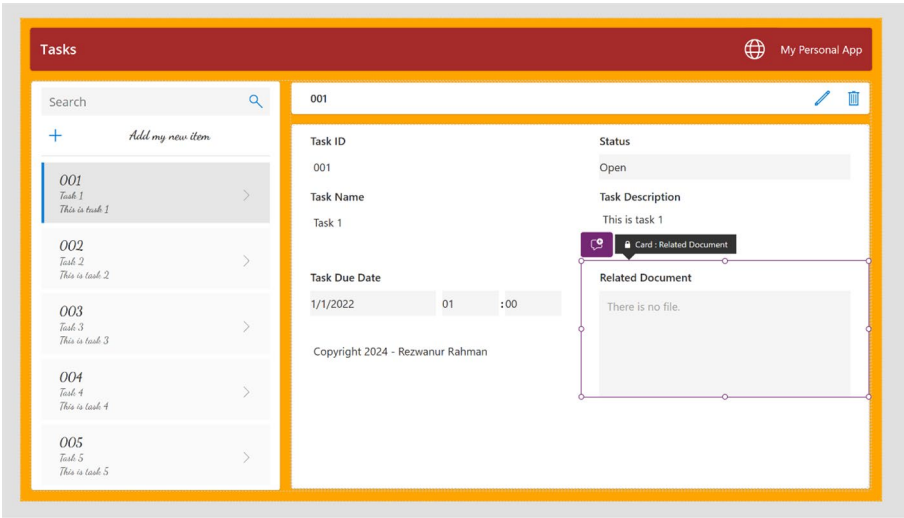 Tasks
My Personal App
Search
Add my new item
001
Task 1
This is task 1
002
Task 2
This is task 2
003
Task 3
This is task 3
004
Task 4
This is task 4
005
Task 5
This is task 5
001
Task ID
001
Status
Open
Task Name
Task 1
Task Description
This is task 1
Card : Related Document
Task Due Date
1/1/2022 01 :00
Related Document
There is no file.
Copyright 2024 - Rezwanur Rahman